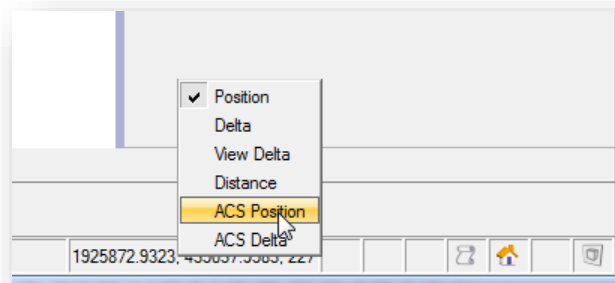 Position
Delta
View Delta
Distance
ACS Position
ACS Delta
1925872.9323,